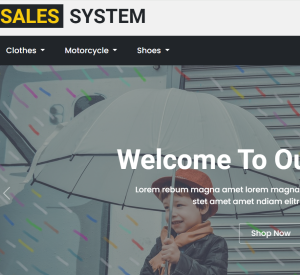 SALES SYSTEM
Clothes Motorcycle Shoes
Welcome To Ou
Lorem rebum magna amet lorem magna
stet amet amet ndiam elitr
Shop Now